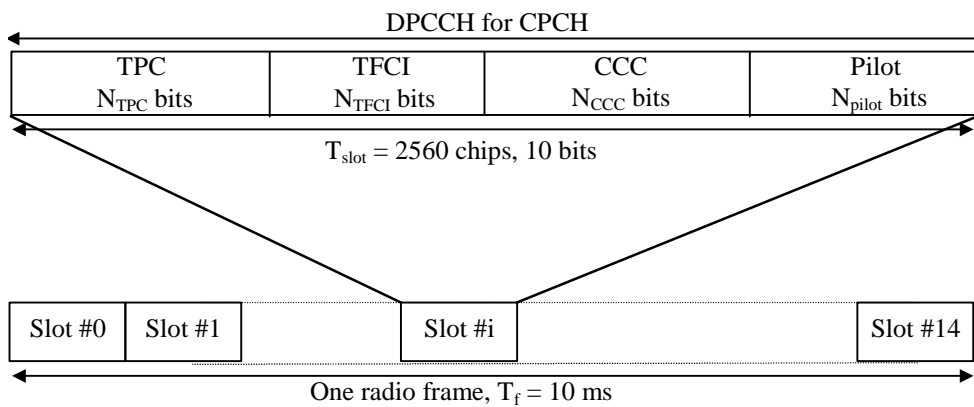 DPCCH for CPCH
TPC TFCI CCC Pilot
N_TPC bits N_TFCI bits N_CCC bits N_pilot bits
T_slot = 2560 chips, 10 bits
Slot #0 Slot #1 Slot #i Slot #14
One radio frame, T_f = 10 ms